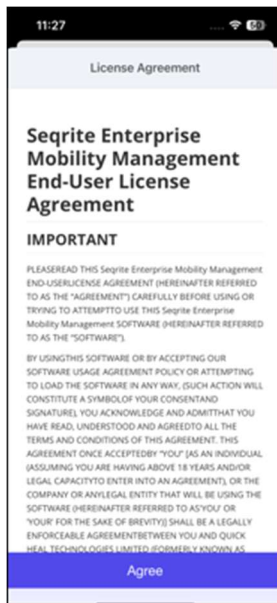 11:27
License Agreement
Seqrite Enterprise
Mobility Management
End-User License
Agreement
IMPORTANT
PLEASEREAD THIS Seqrite Enterprise Mobility Management
END-USERLICENSE AGREEMENT (HEREINAFTER REFERRED
TO AS THE "AGREEMENT") CAREFULLY BEFORE USING OR
TRYING TO ATTEMPTTO USE THIS Seqrite Enterprise
Mobility Management SOFTWARE (HEREINAFTER REFERRED
TO AS THE "SOFTWARE").
BY USINGTHIS SOFTWARE OR BY ACCEPTING OUR
SOFTWARE USAGE AGREEMENT POLICY OR ATTEMPTING
TO LOAD THE SOFTWARE IN ANY WAY, (SUCH ACTION WILL
CONSTITUTE A SYMBOLOF YOUR CONSENTAND
SIGNATURE), YOU ACKNOWLEDGE AND ADMITTHAT YOU
HAVE READ, UNDERSTOOD AND AGREEDTO ALL THE
TERMS AND CONDITIONS OF THIS AGREEMENT. THIS
AGREEMENT ONCE ACCEPTEDBY "YOU" [AS AN INDIVIDUAL
(ASSUMING YOU ARE HAVING ABOVE 18 YEARS AND/OR
LEGAL CAPACITYTO ENTER INTO AN AGREEMENT), OR THE
COMPANY OR ANYLEGAL ENTITY THAT WILL BE USING THE
SOFTWARE (HEREINAFTER REFERRED TO AS'YOU' OR
'YOUR' FOR THE SAKE OF BREVITY)] SHALL BE A LEGALLY
ENFORCEABLE AGREEMENTBETWEEN YOU AND QUICK
HEAL TECHNOLOGIES LIMITED (FORMERLY KNOWN AS
Agree